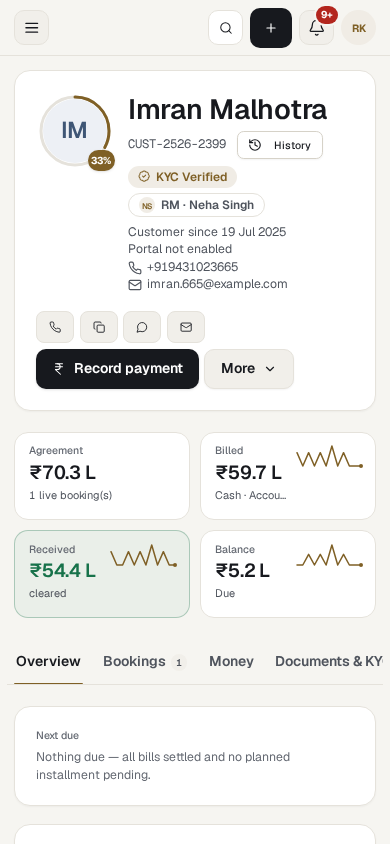 9+
RK
IM
33%
Imran Malhotra
CUST-2526-2399
History
KYC Verified
NS RM · Neha Singh
Customer since 19 Jul 2025
Portal not enabled
+919431023665
imran.665@example.com
₹ Record payment
More
Agreement
₹70.3 L
1 live booking(s)
Billed
₹59.7 L
Cash · Accou...
Received
₹54.4 L
cleared
Balance
₹5.2 L
Due
Overview
Bookings 1
Money
Documents & KY
Next due
Nothing due — all bills settled and no planned
installment pending.